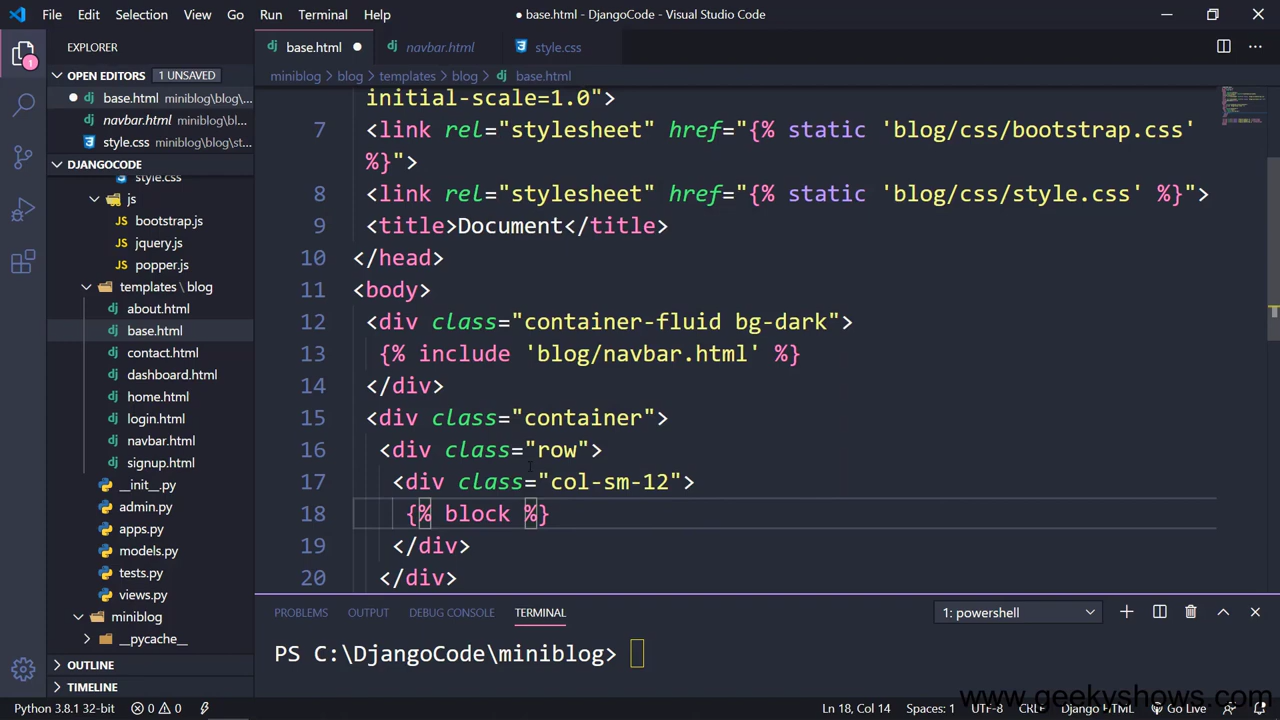 File Edit Selection View Go Run Terminal Help
● base.html - DjangoCode - Visual Studio Code
EXPLORER
base.html
navbar.html
style.css
OPEN EDITORS 1 UNSAVED
miniblog > blog > templates > blog > base.html
base.html miniblog\blog\...
navbar.html miniblog\bl...
style.css miniblog\blog\st...
DJANGOCODE
style.css
js
bootstrap.js
jquery.js
popper.js
templates \ blog
about.html
base.html
contact.html
dashboard.html
home.html
login.html
navbar.html
signup.html
__init__.py
admin.py
apps.py
models.py
tests.py
views.py
miniblog
__pycache__
OUTLINE
TIMELINE
initial-scale=1.0">
7 <link rel="stylesheet" href="{% static 'blog/css/bootstrap.css'
%}">
8 <link rel="stylesheet" href="{% static 'blog/css/style.css' %}">
9 <title>Document</title>
10 </head>
11 <body>
12 <div class="container-fluid bg-dark">
13 {% include 'blog/navbar.html' %}
14 </div>
15 <div class="container">
16 <div class="row">
17 <div class="col-sm-12">
18 {% block %}
19 </div>
20 </div>
PROBLEMS OUTPUT DEBUG CONSOLE TERMINAL
1: powershell
PS C:\DjangoCode\miniblog>
www.geekyshows.com
Python 3.8.1 32-bit 0 0
Ln 18, Col 14 Spaces: 1 UTF-8 CRLF Django HTML Go Live